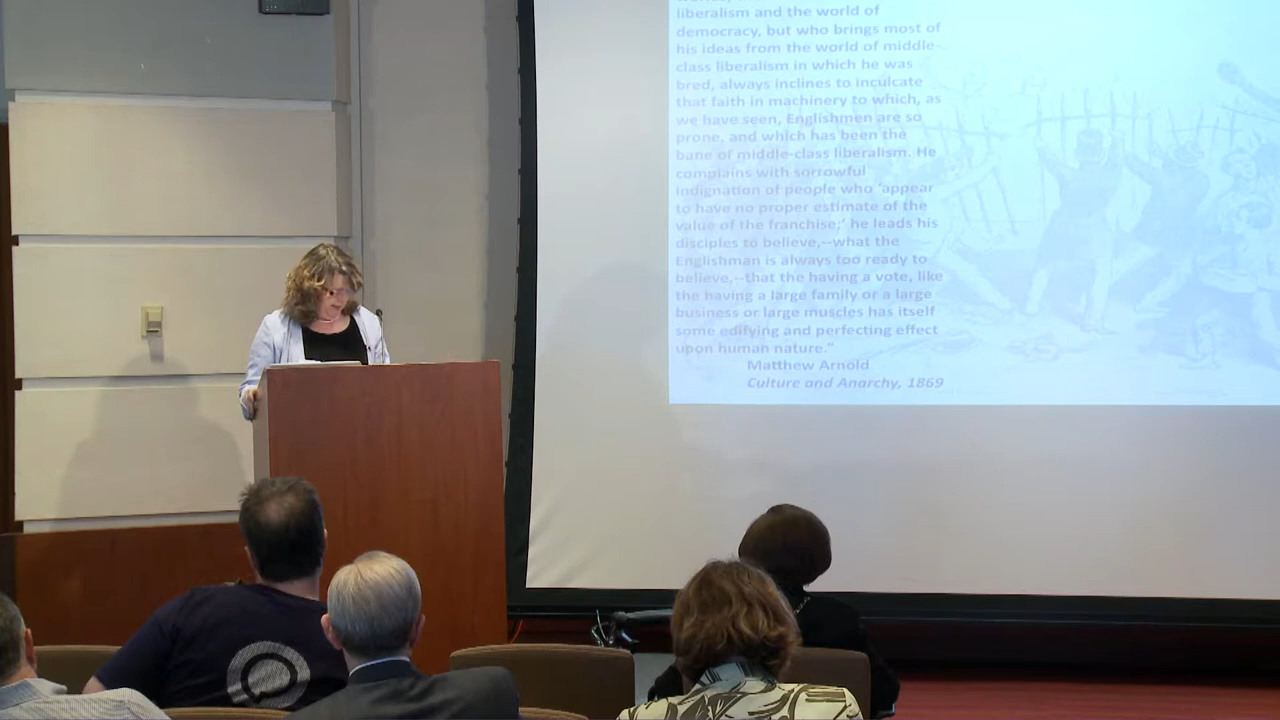 liberalism and the world of
democracy, but who brings most of
his ideas from the world of middle-
class liberalism in which he was
bred, always inclines to inculcate
that faith in machinery to which, as
we have seen, Englishmen are so
prone, and which has been the
bane of middle-class liberalism. He
complains with sorrowful
indignation of people who ‘appear
to have no proper estimate of the
value of the franchise;’ he leads his
disciples to believe,--what the
Englishman is always too ready to
believe,--that the having a vote, like
the having a large family or a large
business or large muscles has itself
some edifying and perfecting effect
upon human nature.”
Matthew Arnold
Culture and Anarchy, 1869